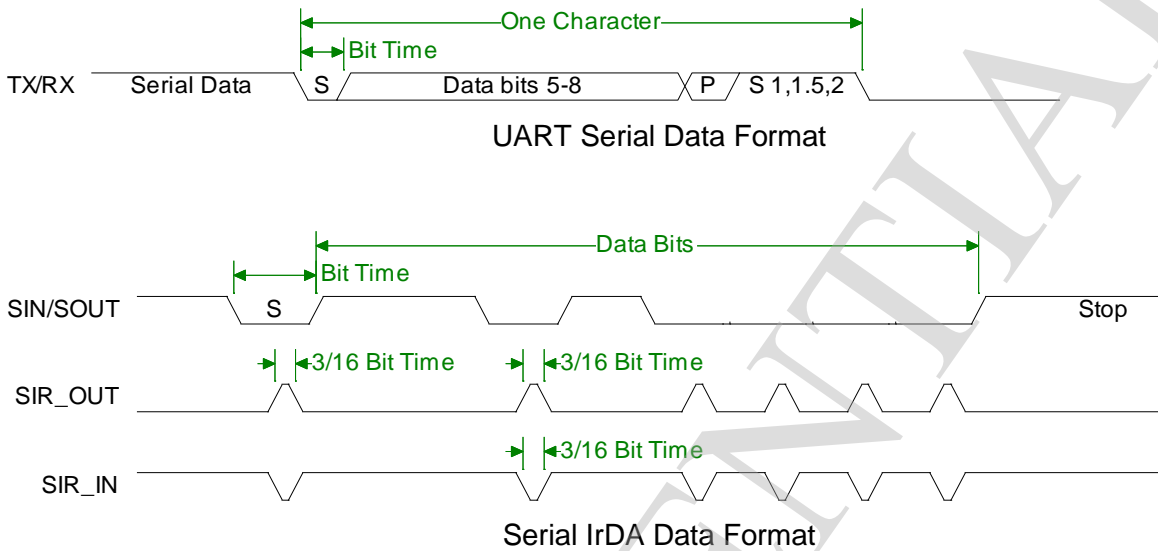 One Character
Bit Time
TX/RX Serial Data S Data bits 5-8 P S 1,1.5,2
UART Serial Data Format
Data Bits
Bit Time
SIN/SOUT S Stop
3/16 Bit Time 3/16 Bit Time
SIR_OUT
3/16 Bit Time
SIR_IN
Serial IrDA Data Format
NTIA